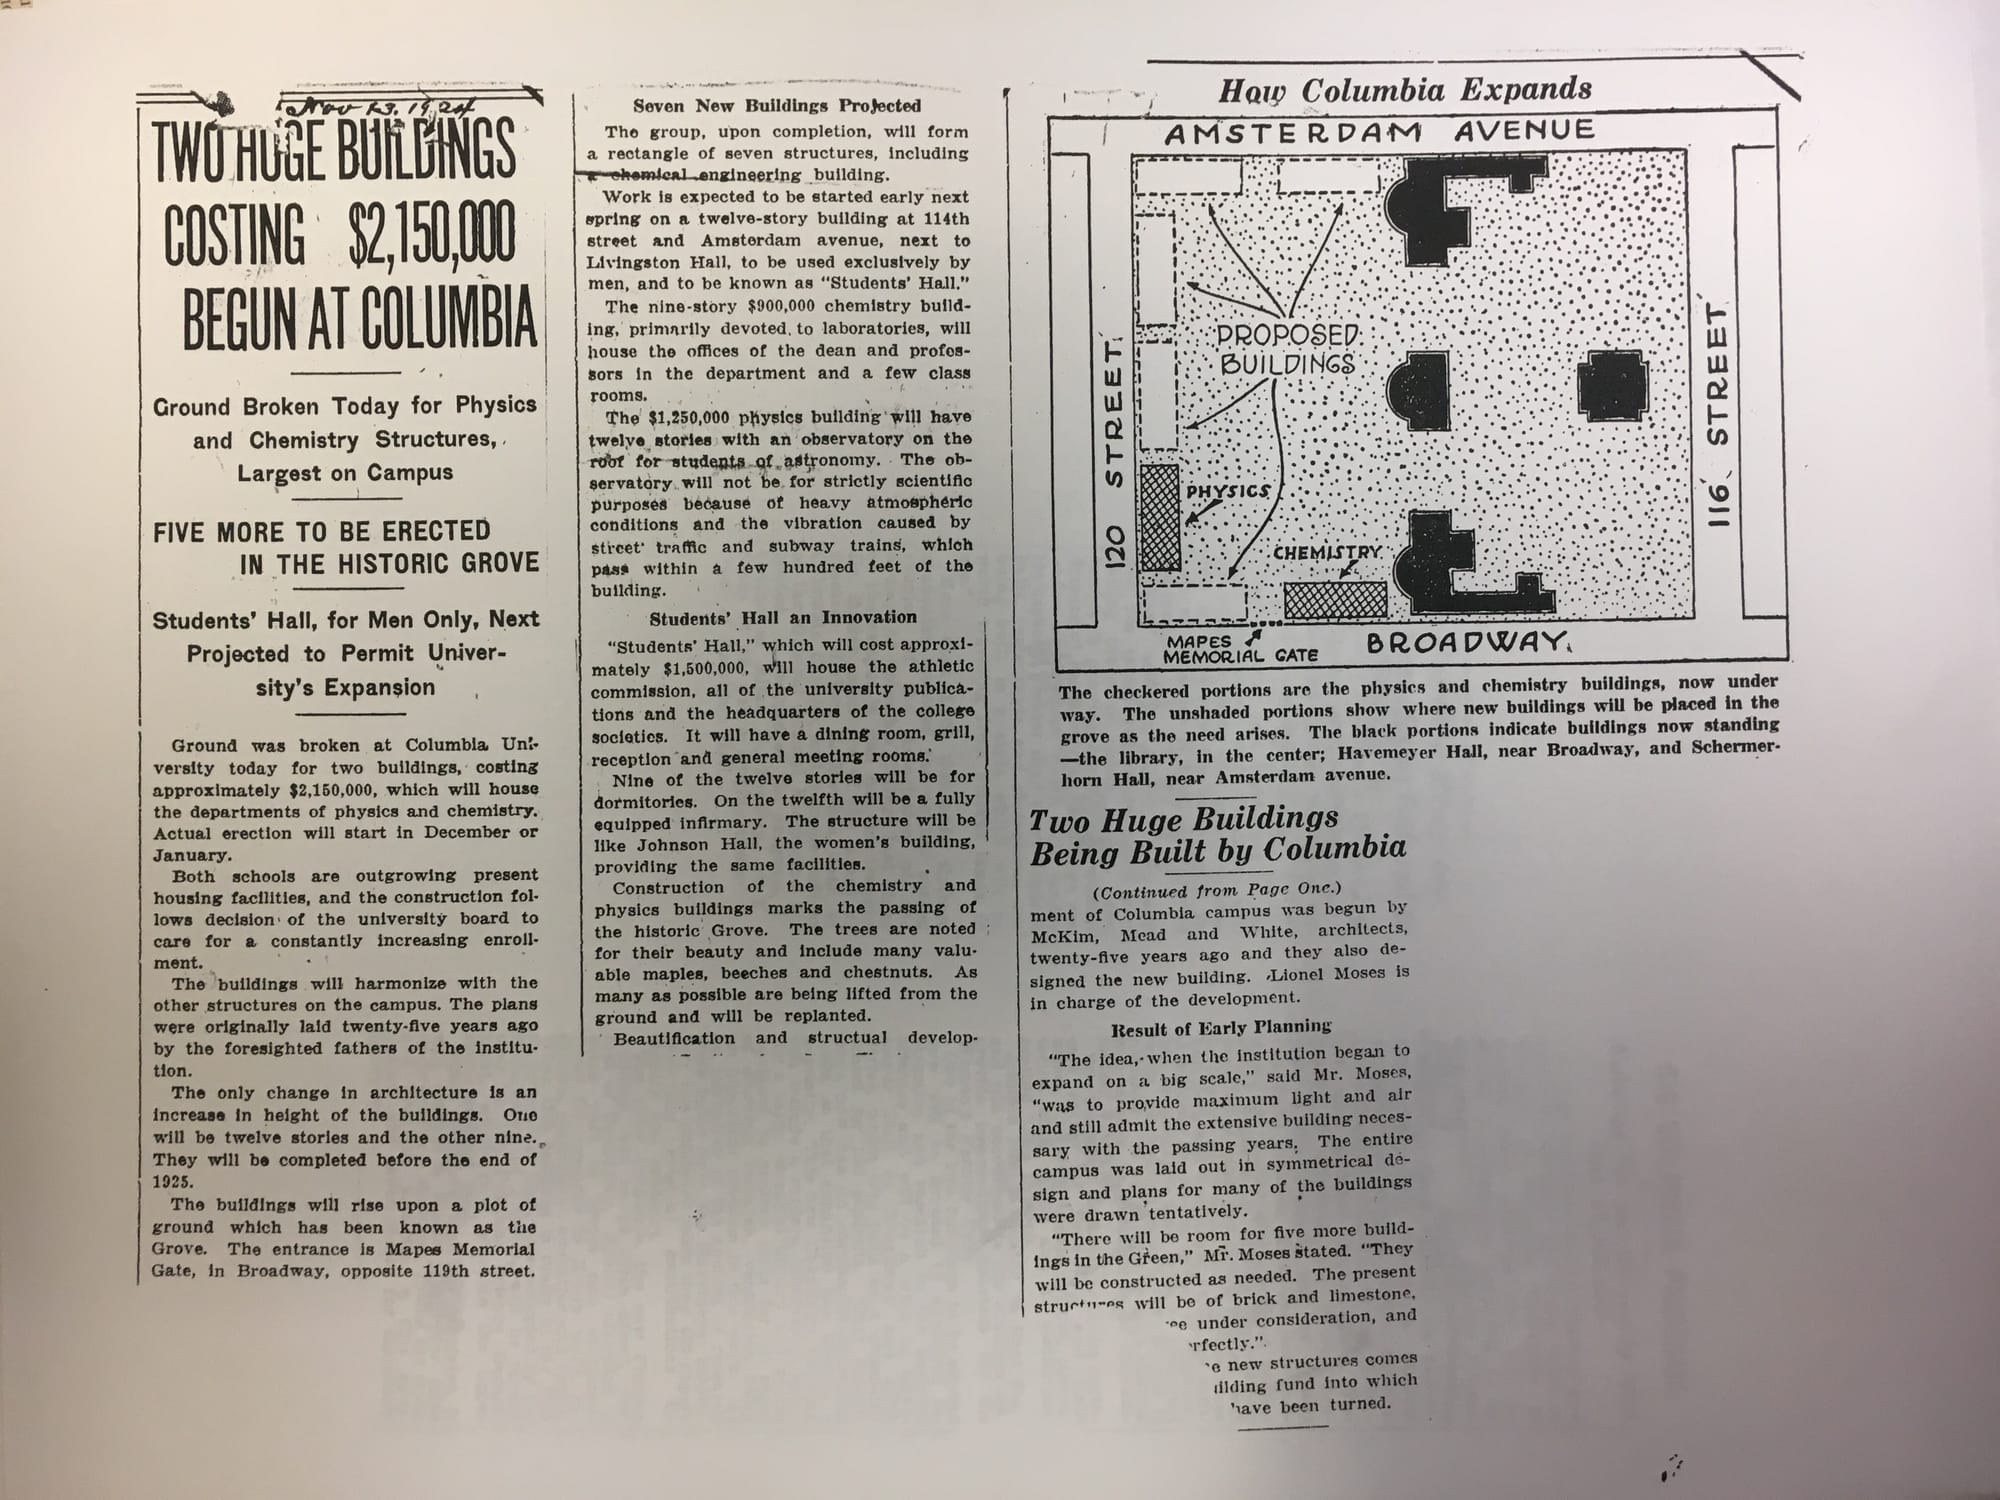 Nov 23. 1924
TWO HUGE BUILDINGS
COSTING $2,150,000
BEGUN AT COLUMBIA
Ground Broken Today for Physics
and Chemistry Structures,
Largest on Campus
FIVE MORE TO BE ERECTED
IN THE HISTORIC GROVE
Students' Hall, for Men Only, Next
Projected to Permit Univer-
sity's Expansion
Ground was broken at Columbia Uni-
versity today for two buildings, costing
approximately $2,150,000, which will house
the departments of physics and chemistry.
Actual erection will start in December or
January.
Both schools are outgrowing present
housing facilities, and the construction fol-
lows decision of the university board to
care for a constantly increasing enroll-
ment.
The buildings will harmonize with the
other structures on the campus. The plans
were originally laid twenty-five years ago
by the foresighted fathers of the institu-
tion.
The only change in architecture is an
increase in height of the buildings. One
will be twelve stories and the other nine.
They will be completed before the end of
1925.
The buildings will rise upon a plot of
ground which has been known as the
Grove. The entrance is Mapes Memorial
Gate, in Broadway, opposite 119th street.
Seven New Buildings Projected
The group, upon completion, will form
a rectangle of seven structures, including
a chemical engineering building.
Work is expected to be started early next
spring on a twelve-story building at 114th
street and Amsterdam avenue, next to
Livingston Hall, to be used exclusively by
men, and to be known as "Students' Hall."
The nine-story $900,000 chemistry build-
ing, primarily devoted to laboratories, will
house the offices of the dean and profes-
sors in the department and a few class
rooms.
The $1,250,000 physics building will have
twelve stories with an observatory on the
roof for students of astronomy. The ob-
servatory will not be for strictly scientific
purposes because of heavy atmospheric
conditions and the vibration caused by
street traffic and subway trains, which
pass within a few hundred feet of the
building.
Students' Hall an Innovation
"Students' Hall," which will cost approxi-
mately $1,500,000, will house the athletic
commission, all of the university publica-
tions and the headquarters of the college
societies. It will have a dining room, grill,
reception and general meeting rooms.
Nine of the twelve stories will be for
dormitories. On the twelfth will be a fully
equipped infirmary. The structure will be
like Johnson Hall, the women's building,
providing the same facilities.
Construction of the chemistry and
physics buildings marks the passing of
the historic Grove. The trees are noted
for their beauty and include many valu-
able maples, beeches and chestnuts. As
many as possible are being lifted from the
ground and will be replanted.
Beautification and structual develop-
How Columbia Expands
AMSTERDAM AVENUE
PROPOSED
BUILDINGS
120 STREET
116 STREET
PHYSICS
CHEMISTRY
MAPES
MEMORIAL GATE
BROADWAY.
The checkered portions are the physics and chemistry buildings, now under
way. The unshaded portions show where new buildings will be placed in the
grove as the need arises. The black portions indicate buildings now standing
—the library, in the center; Havemeyer Hall, near Broadway, and Schermer-
horn Hall, near Amsterdam avenue.
Two Huge Buildings
Being Built by Columbia
(Continued from Page One.)
ment of Columbia campus was begun by
McKim, Mead and White, architects,
twenty-five years ago and they also de-
signed the new building. Lionel Moses is
in charge of the development.
Result of Early Planning
"The idea, when the institution began to
expand on a big scale," said Mr. Moses,
"was to provide maximum light and air
and still admit the extensive building neces-
sary with the passing years. The entire
campus was laid out in symmetrical de-
sign and plans for many of the buildings
were drawn tentatively.
"There will be room for five more build-
ings in the Green," Mr. Moses stated. "They
will be constructed as needed. The present
structures will be of brick and limestone,
under consideration, and
rfectly."
new structures comes
ilding fund into which
have been turned.